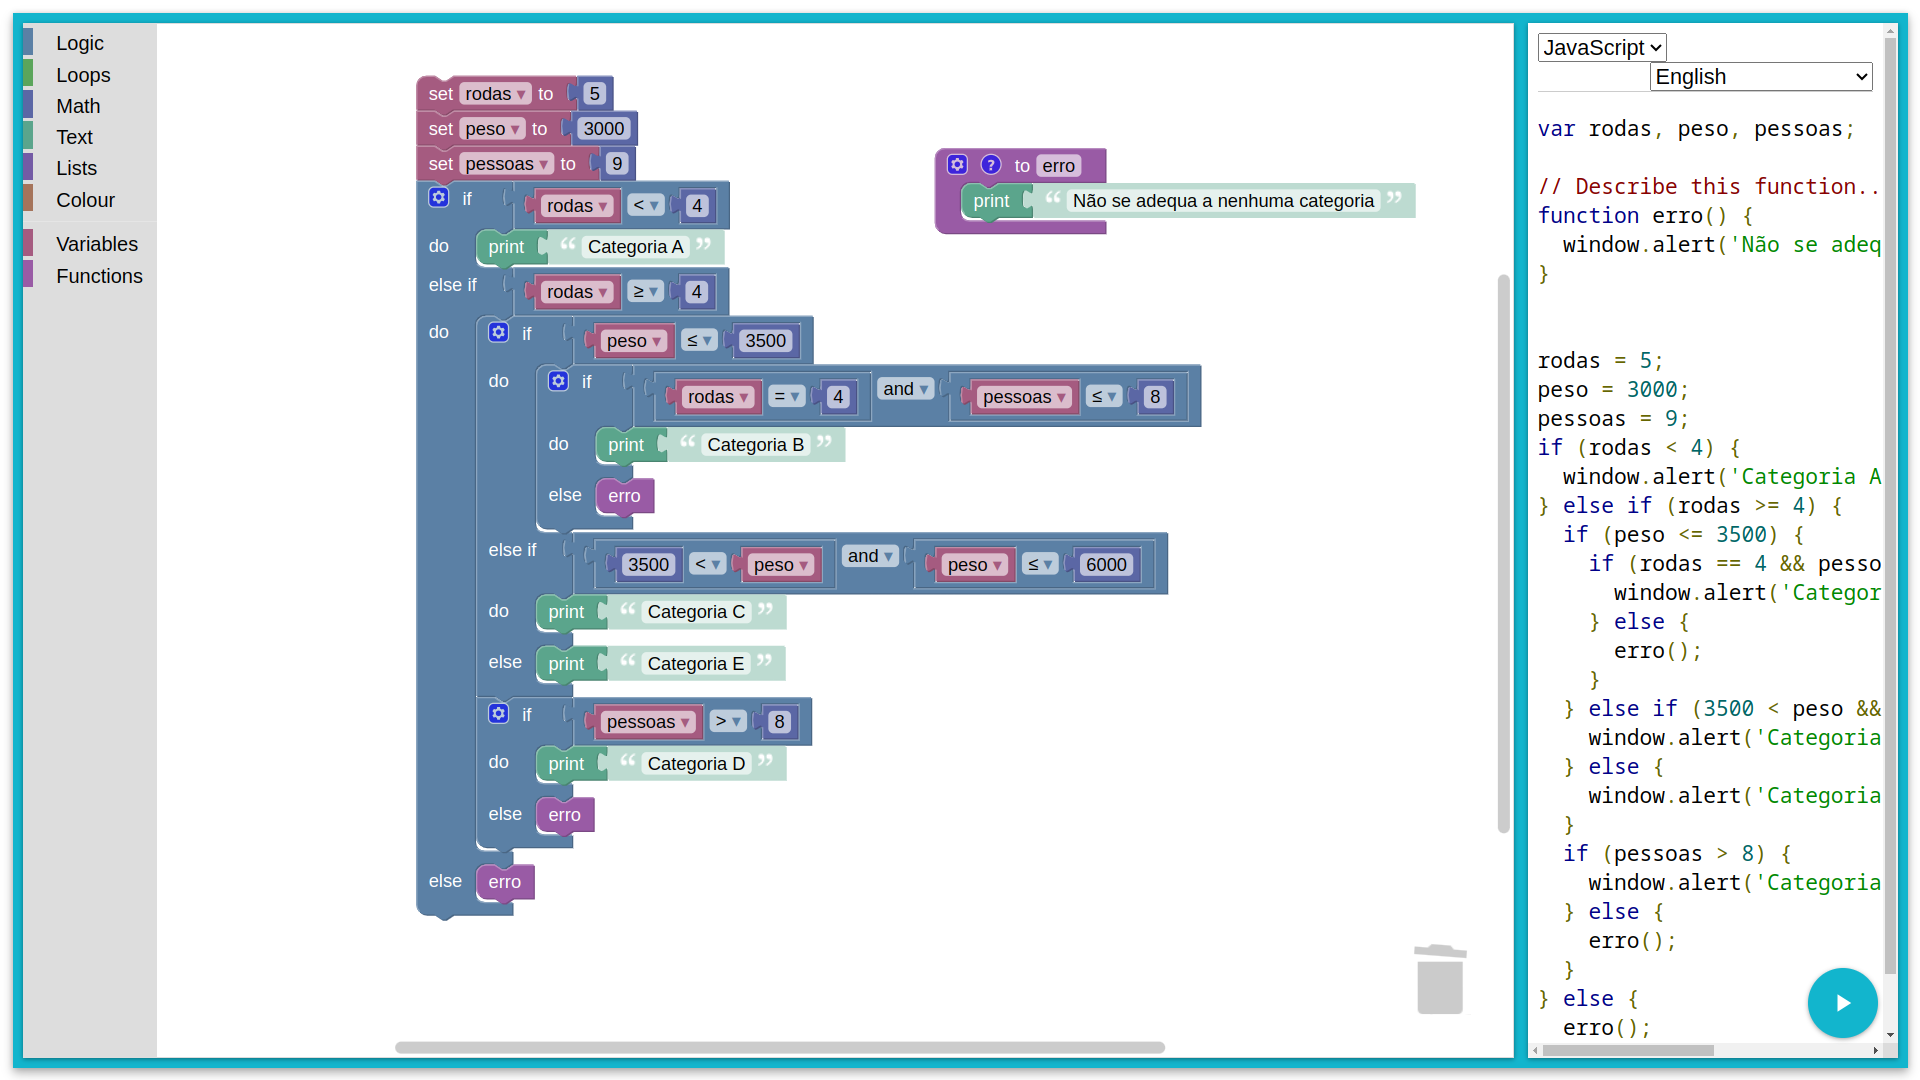 Logic
Loops
Math
Text
Lists
Colour
Variables
Functions
set rodas ▾ to 5
set peso ▾ to 3000
set pessoas ▾ to 9
if rodas ▾ < ▾ 4
do print “ Categoria A ”
else if rodas ▾ ≥ ▾ 4
do if peso ▾ ≤ ▾ 3500
do if rodas ▾ = ▾ 4 and ▾ pessoas ▾ ≤ ▾ 8
do print “ Categoria B ”
else erro
else if 3500 < ▾ peso ▾ and ▾ peso ▾ ≤ ▾ 6000
do print “ Categoria C ”
else print “ Categoria E ”
if pessoas ▾ > ▾ 8
do print “ Categoria D ”
else erro
else erro
? to erro
print “ Não se adequa a nenhuma categoria ”
JavaScript
English
var rodas, peso, pessoas;
// Describe this function..
function erro() {
window.alert('Não se adeq
}
rodas = 5;
peso = 3000;
pessoas = 9;
if (rodas < 4) {
window.alert('Categoria A
} else if (rodas >= 4) {
if (peso <= 3500) {
if (rodas == 4 && pesso
window.alert('Categor
} else {
erro();
}
} else if (3500 < peso &&
window.alert('Categoria
} else {
window.alert('Categoria
}
if (pessoas > 8) {
window.alert('Categoria
} else {
erro();
}
} else {
erro();